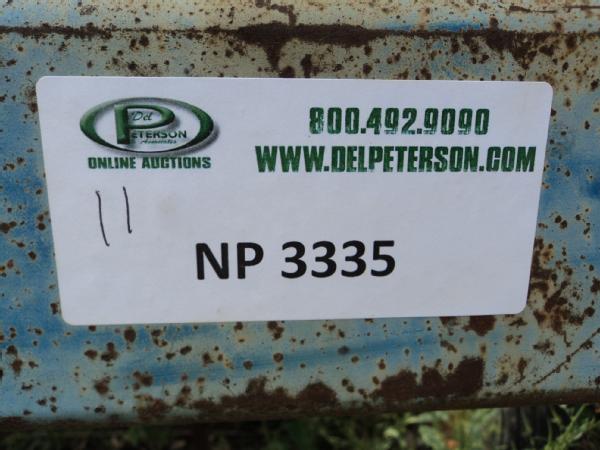 Del
PETERSON
& Associates
ONLINE AUCTIONS
800.492.9090
WWW.DELPETERSON.COM
11
NP 3335